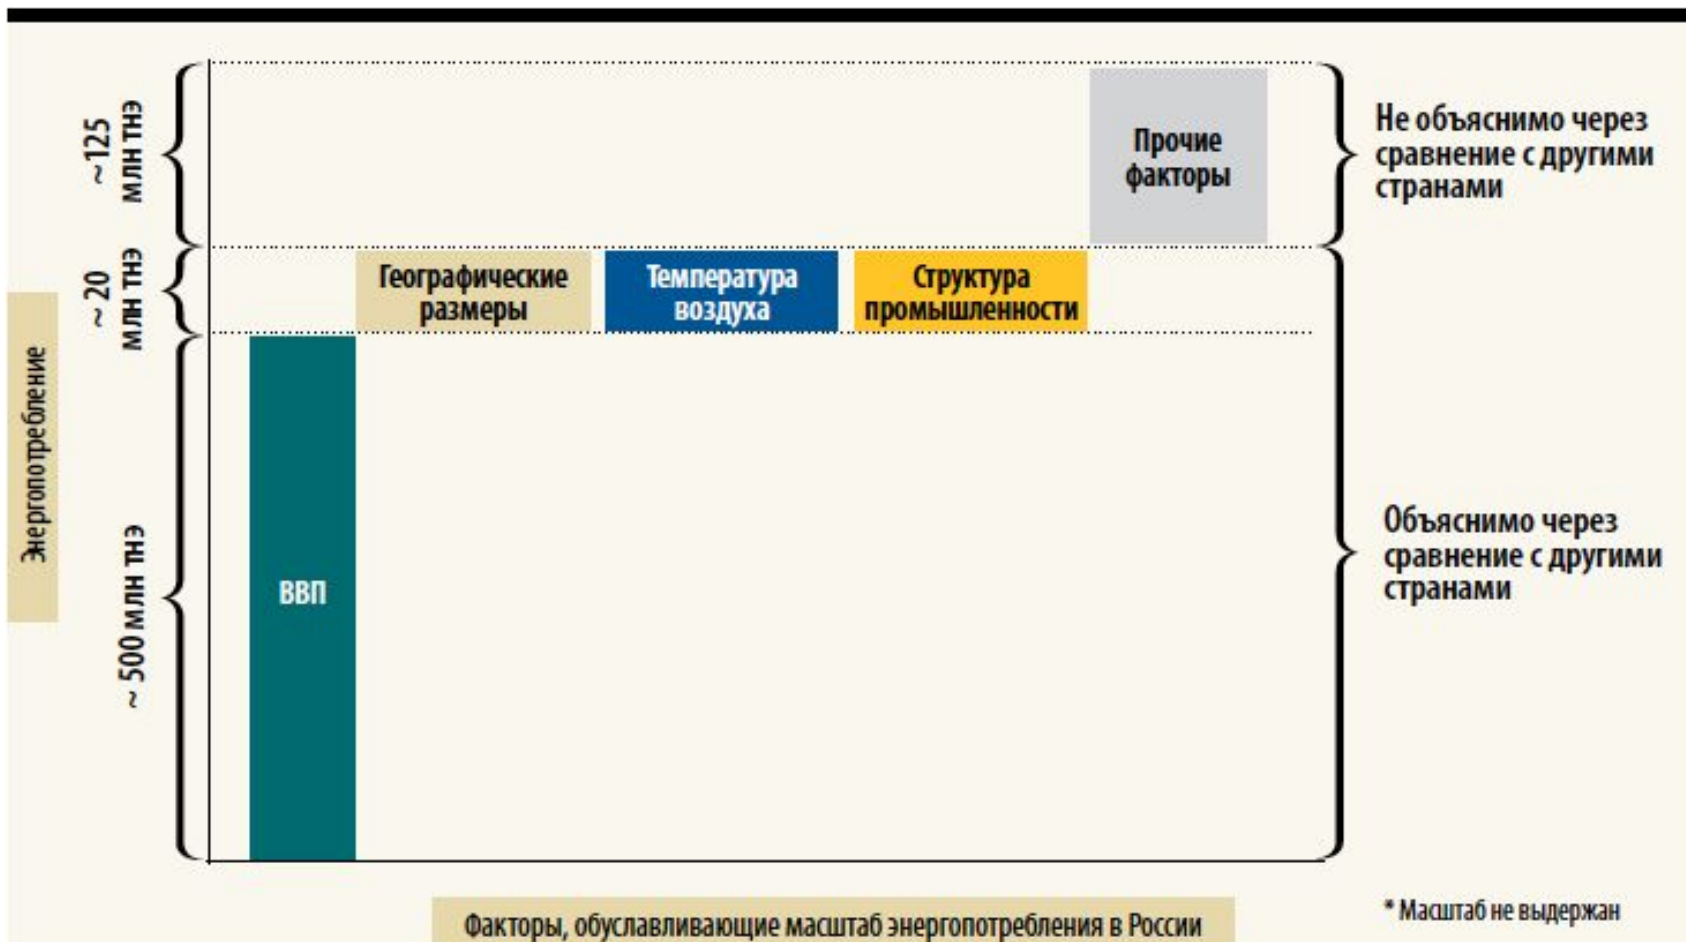 ~125
млн тнэ
~ 20
млн тнэ
~ 500 млн тнэ
Энергопотребление
Прочие
факторы
Географические
размеры
Температура
воздуха
Структура
промышленности
ВВП
Не объяснимо через
сравнение с другими
странами
Объяснимо через
сравнение с другими
странами
Факторы, обуславливающие масштаб энергопотребления в России
* Масштаб не выдержан